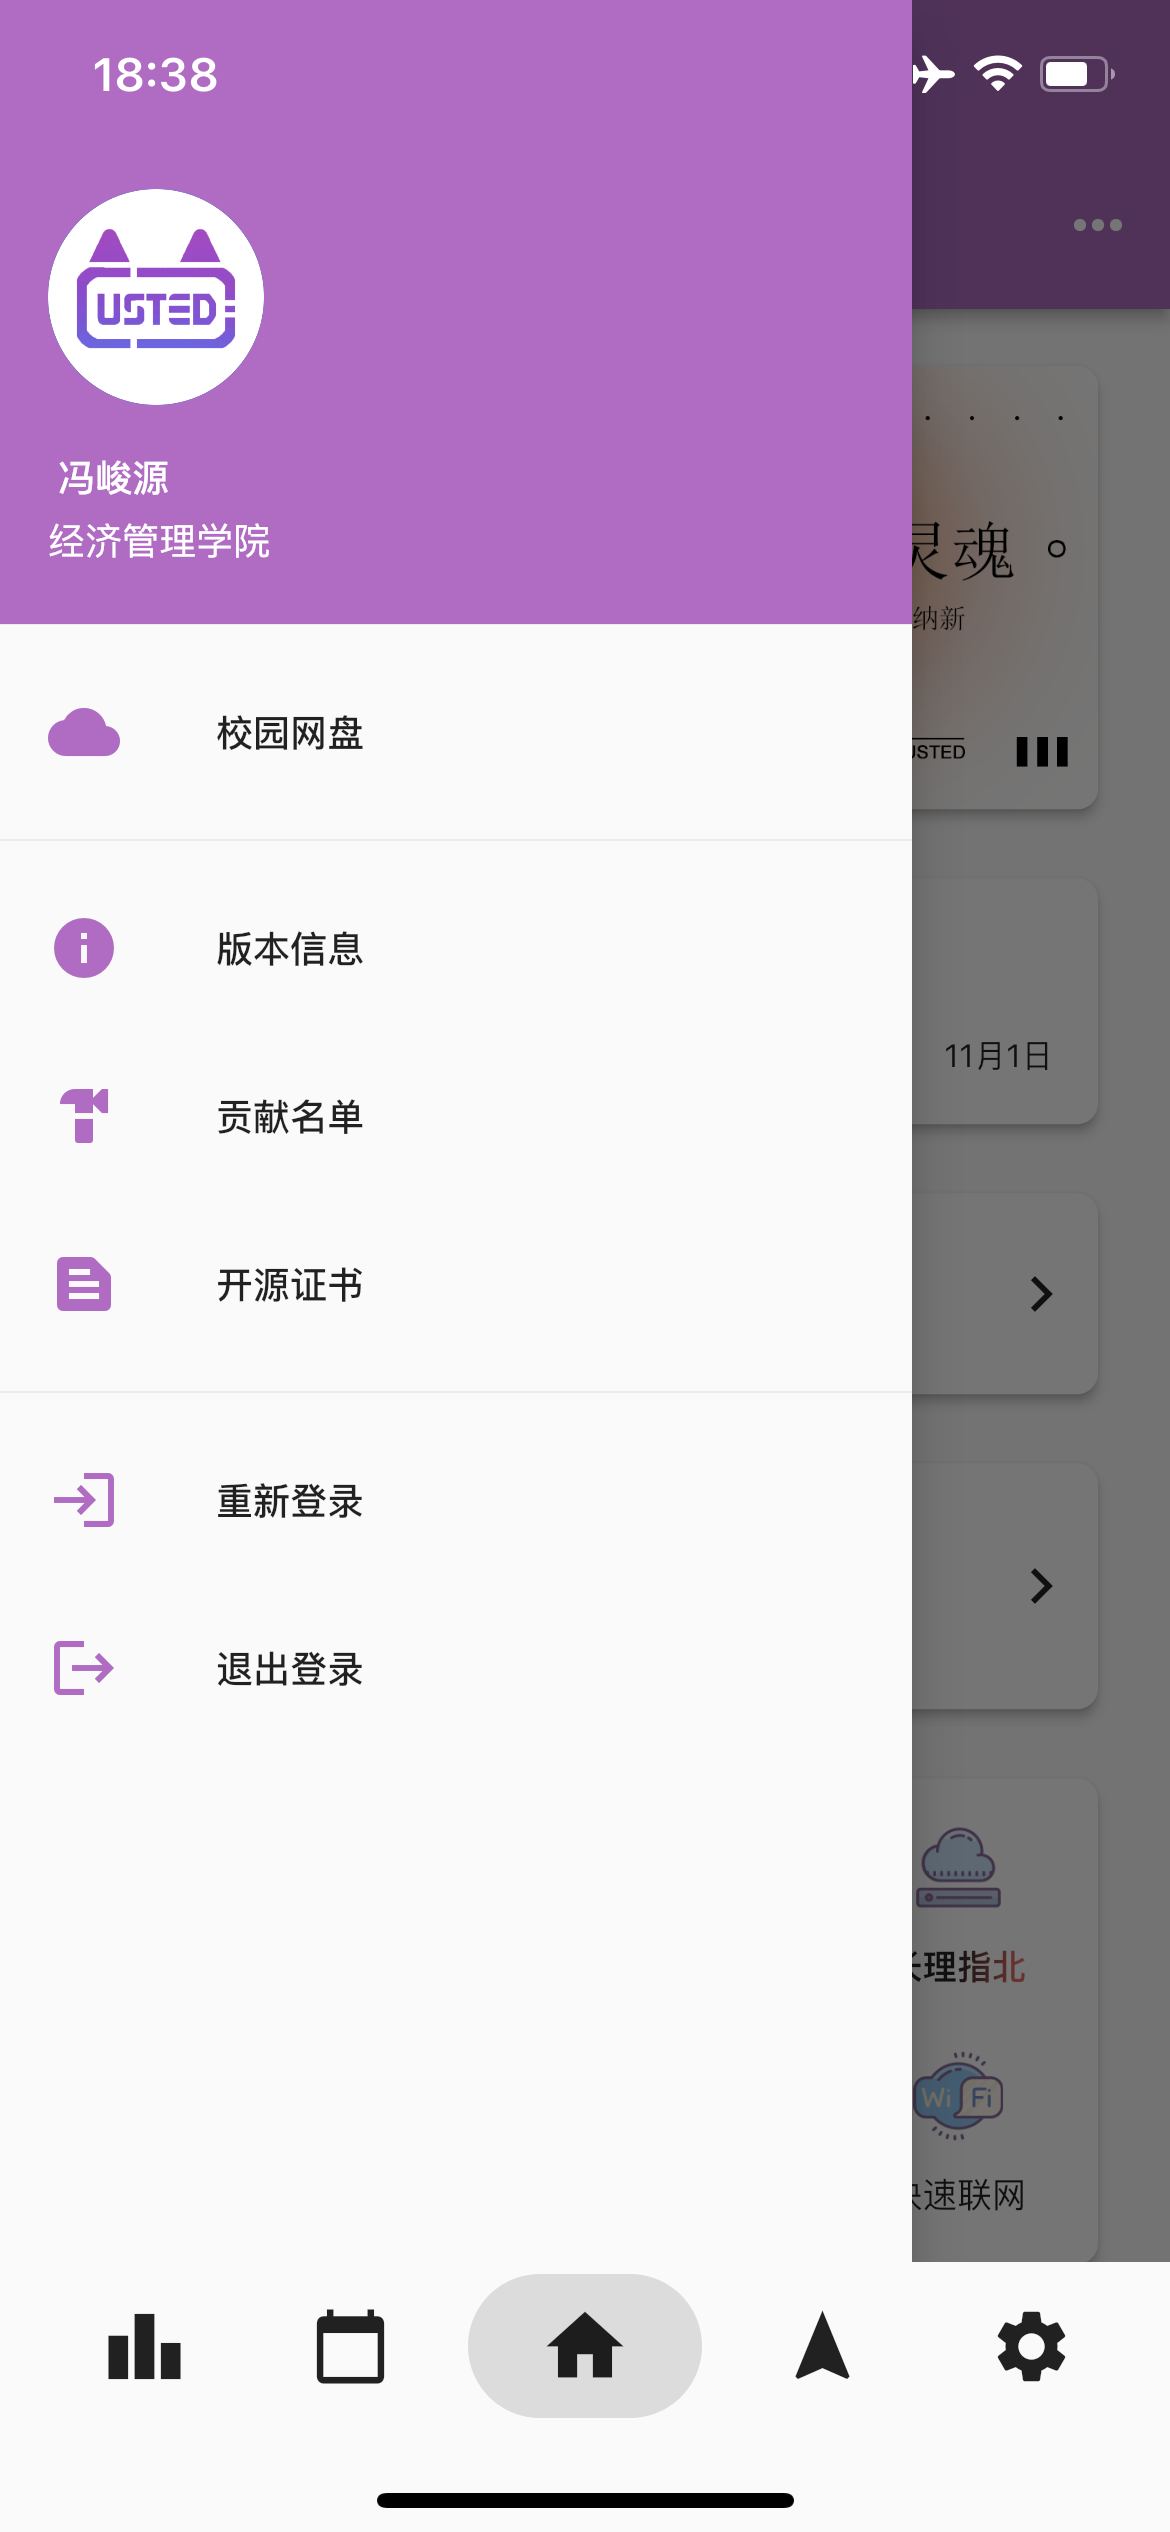 18:38
USTED
冯峻源
经济管理学院
灵魂。
纳新
USTED
校园网盘
版本信息
11月1日
贡献名单
开源证书
重新登录
退出登录
理指北
Wi Fi
速联网